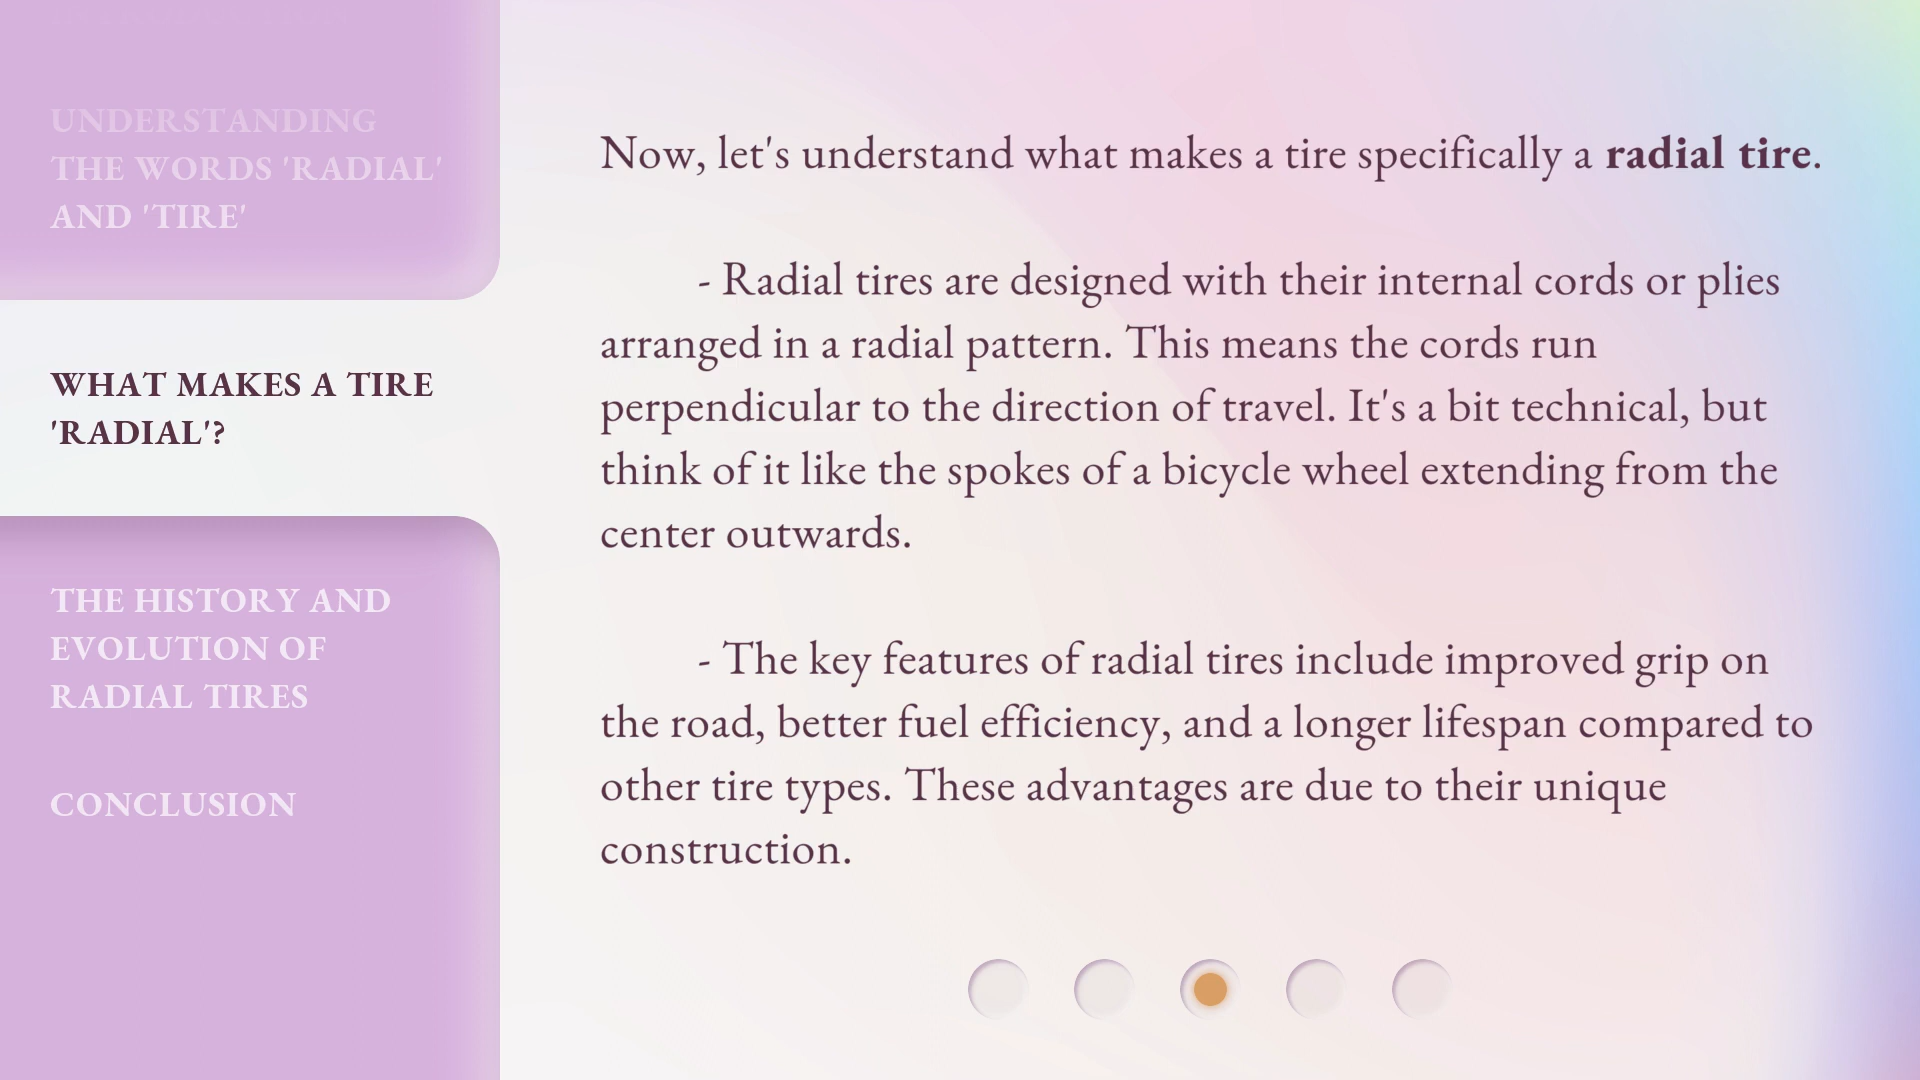 UNDERSTANDING
THE WORDS 'RADIAL'
AND 'TIRE'
WHAT MAKES A TIRE
'RADIAL'?
THE HISTORY AND
EVOLUTION OF
RADIAL TIRES
CONCLUSION
Now, let's understand what makes a tire specifically a radial tire.
- Radial tires are designed with their internal cords or plies
arranged in a radial pattern. This means the cords run
perpendicular to the direction of travel. It's a bit technical, but
think of it like the spokes of a bicycle wheel extending from the
center outwards.
- The key features of radial tires include improved grip on
the road, better fuel efficiency, and a longer lifespan compared to
other tire types. These advantages are due to their unique
construction.